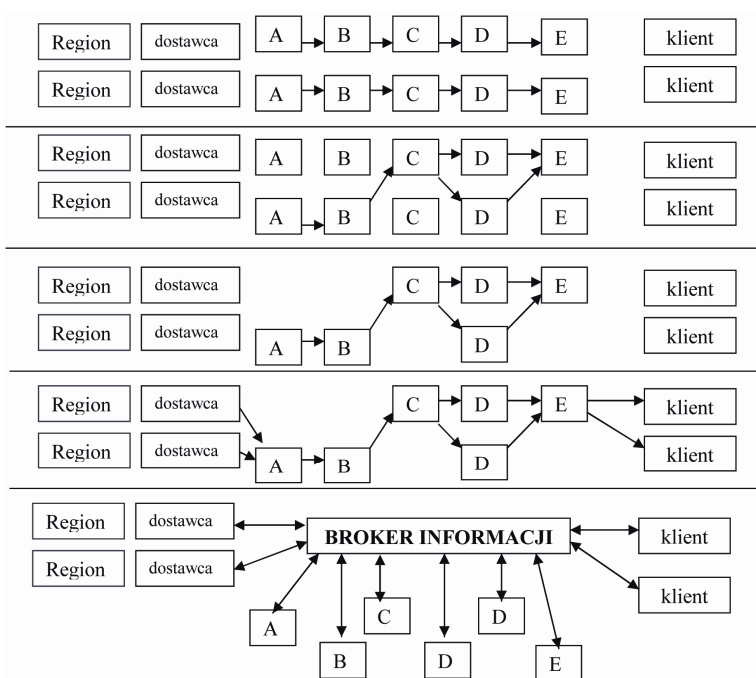 Region dostawca A B C D E klient
Region dostawca A B C D E klient
Region dostawca A B C D E klient
Region dostawca A B C D E klient
Region dostawca C D E klient
Region dostawca A B D klient
Region dostawca C D E klient
Region dostawca A B D klient
Region dostawca BROKER INFORMACJI klient
Region dostawca klient
A C D
B D E